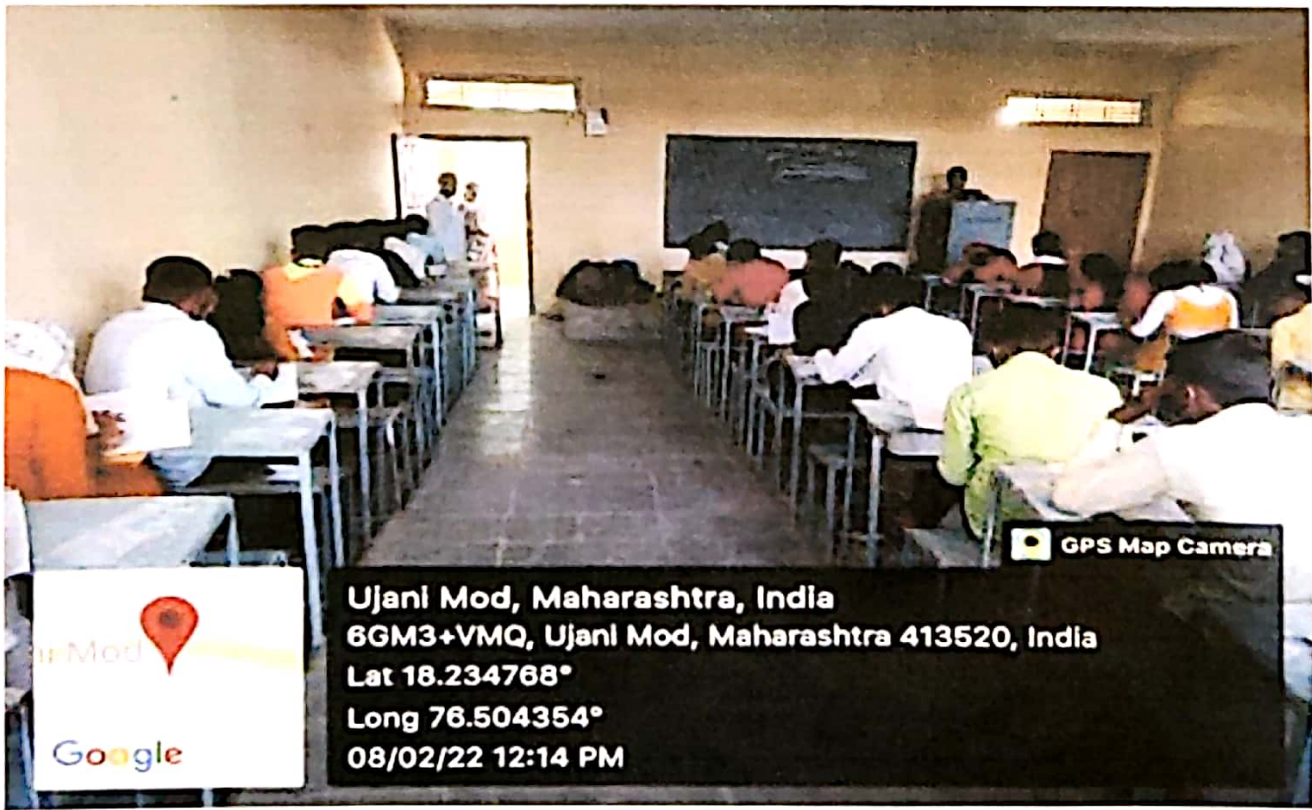 GPS Map Camera
Ujani Mod, Maharashtra, India
6GM3+VMQ, Ujani Mod, Maharashtra 413520, India
Lat 18.234768°
Long 76.504354°
08/02/22 12:14 PM
Mod
Google